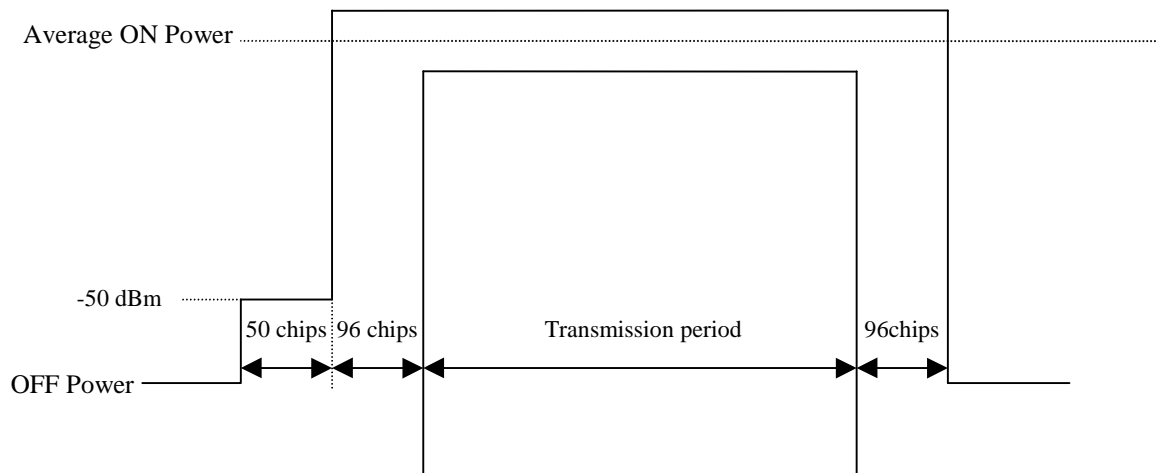 Average ON Power
-50 dBm
50 chips 96 chips Transmission period 96chips
OFF Power